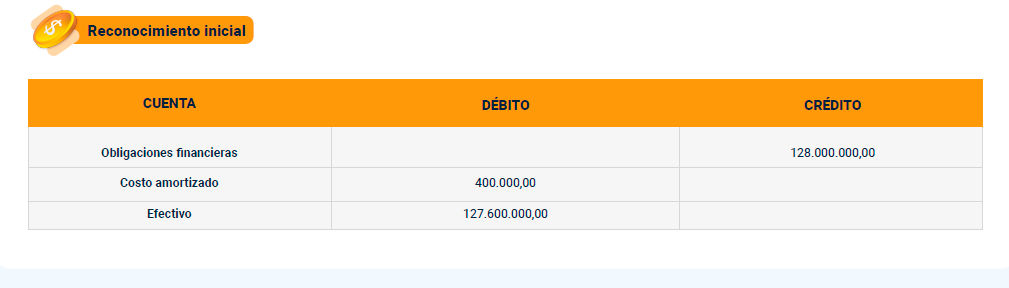 Reconocimiento inicial
CUENTA DÉBITO CRÉDITO
Obligaciones financieras 128.000.000,00
Costo amortizado 400.000,00
Efectivo 127.600.000,00